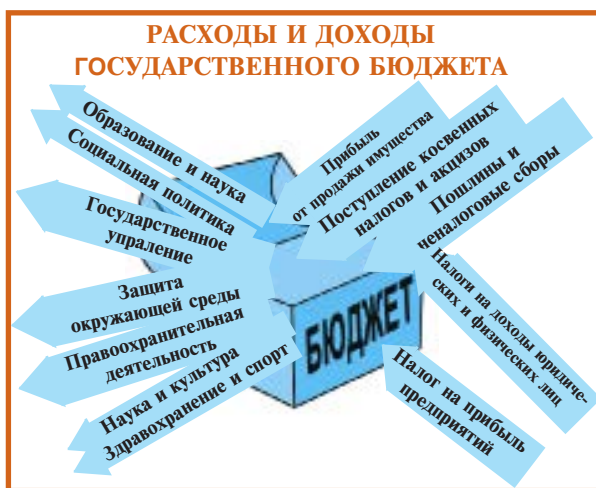 РАСХОДЫ И ДОХОДЫ
ГОСУДАРСТВЕННОГО БЮДЖЕТА
Образование и наука
Социальная политика
Государственное
упраление
Защита
окружающей среды
Правоохранительная
деятельность
Наука и культура
Здравохранение и спорт
Прибыль
от продажи имущества
Поступление косвенных
налогов и акцизов
Пошлины и
ченалоговые сборы
Налоги на доходы юридиче-
ских и физических лиц
Налог на прибыль
предприятий
БЮДЖЕТ